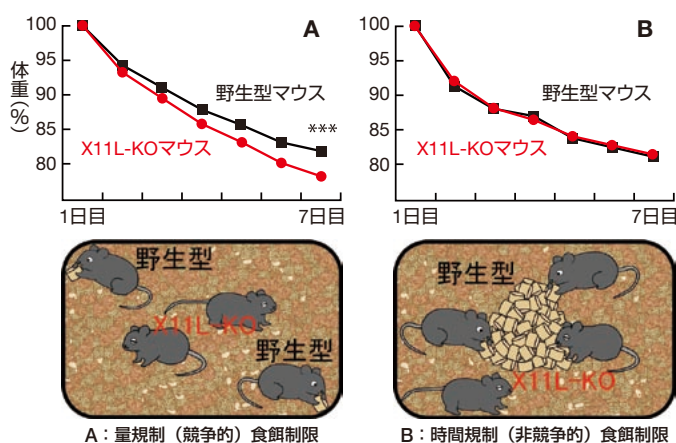 A
100
95
90
85
80
体重(%)
野生型マウス
***
X11L-KOマウス
1日目
7日目
B
100
95
90
85
80
野生型マウス
X11L-KOマウス
1日目
7日目
野生型
X11L-KO
野生型
A：量規制（競争的）食餌制限
野生型
X11L-KO
B：時間規制（非競争的）食餌制限